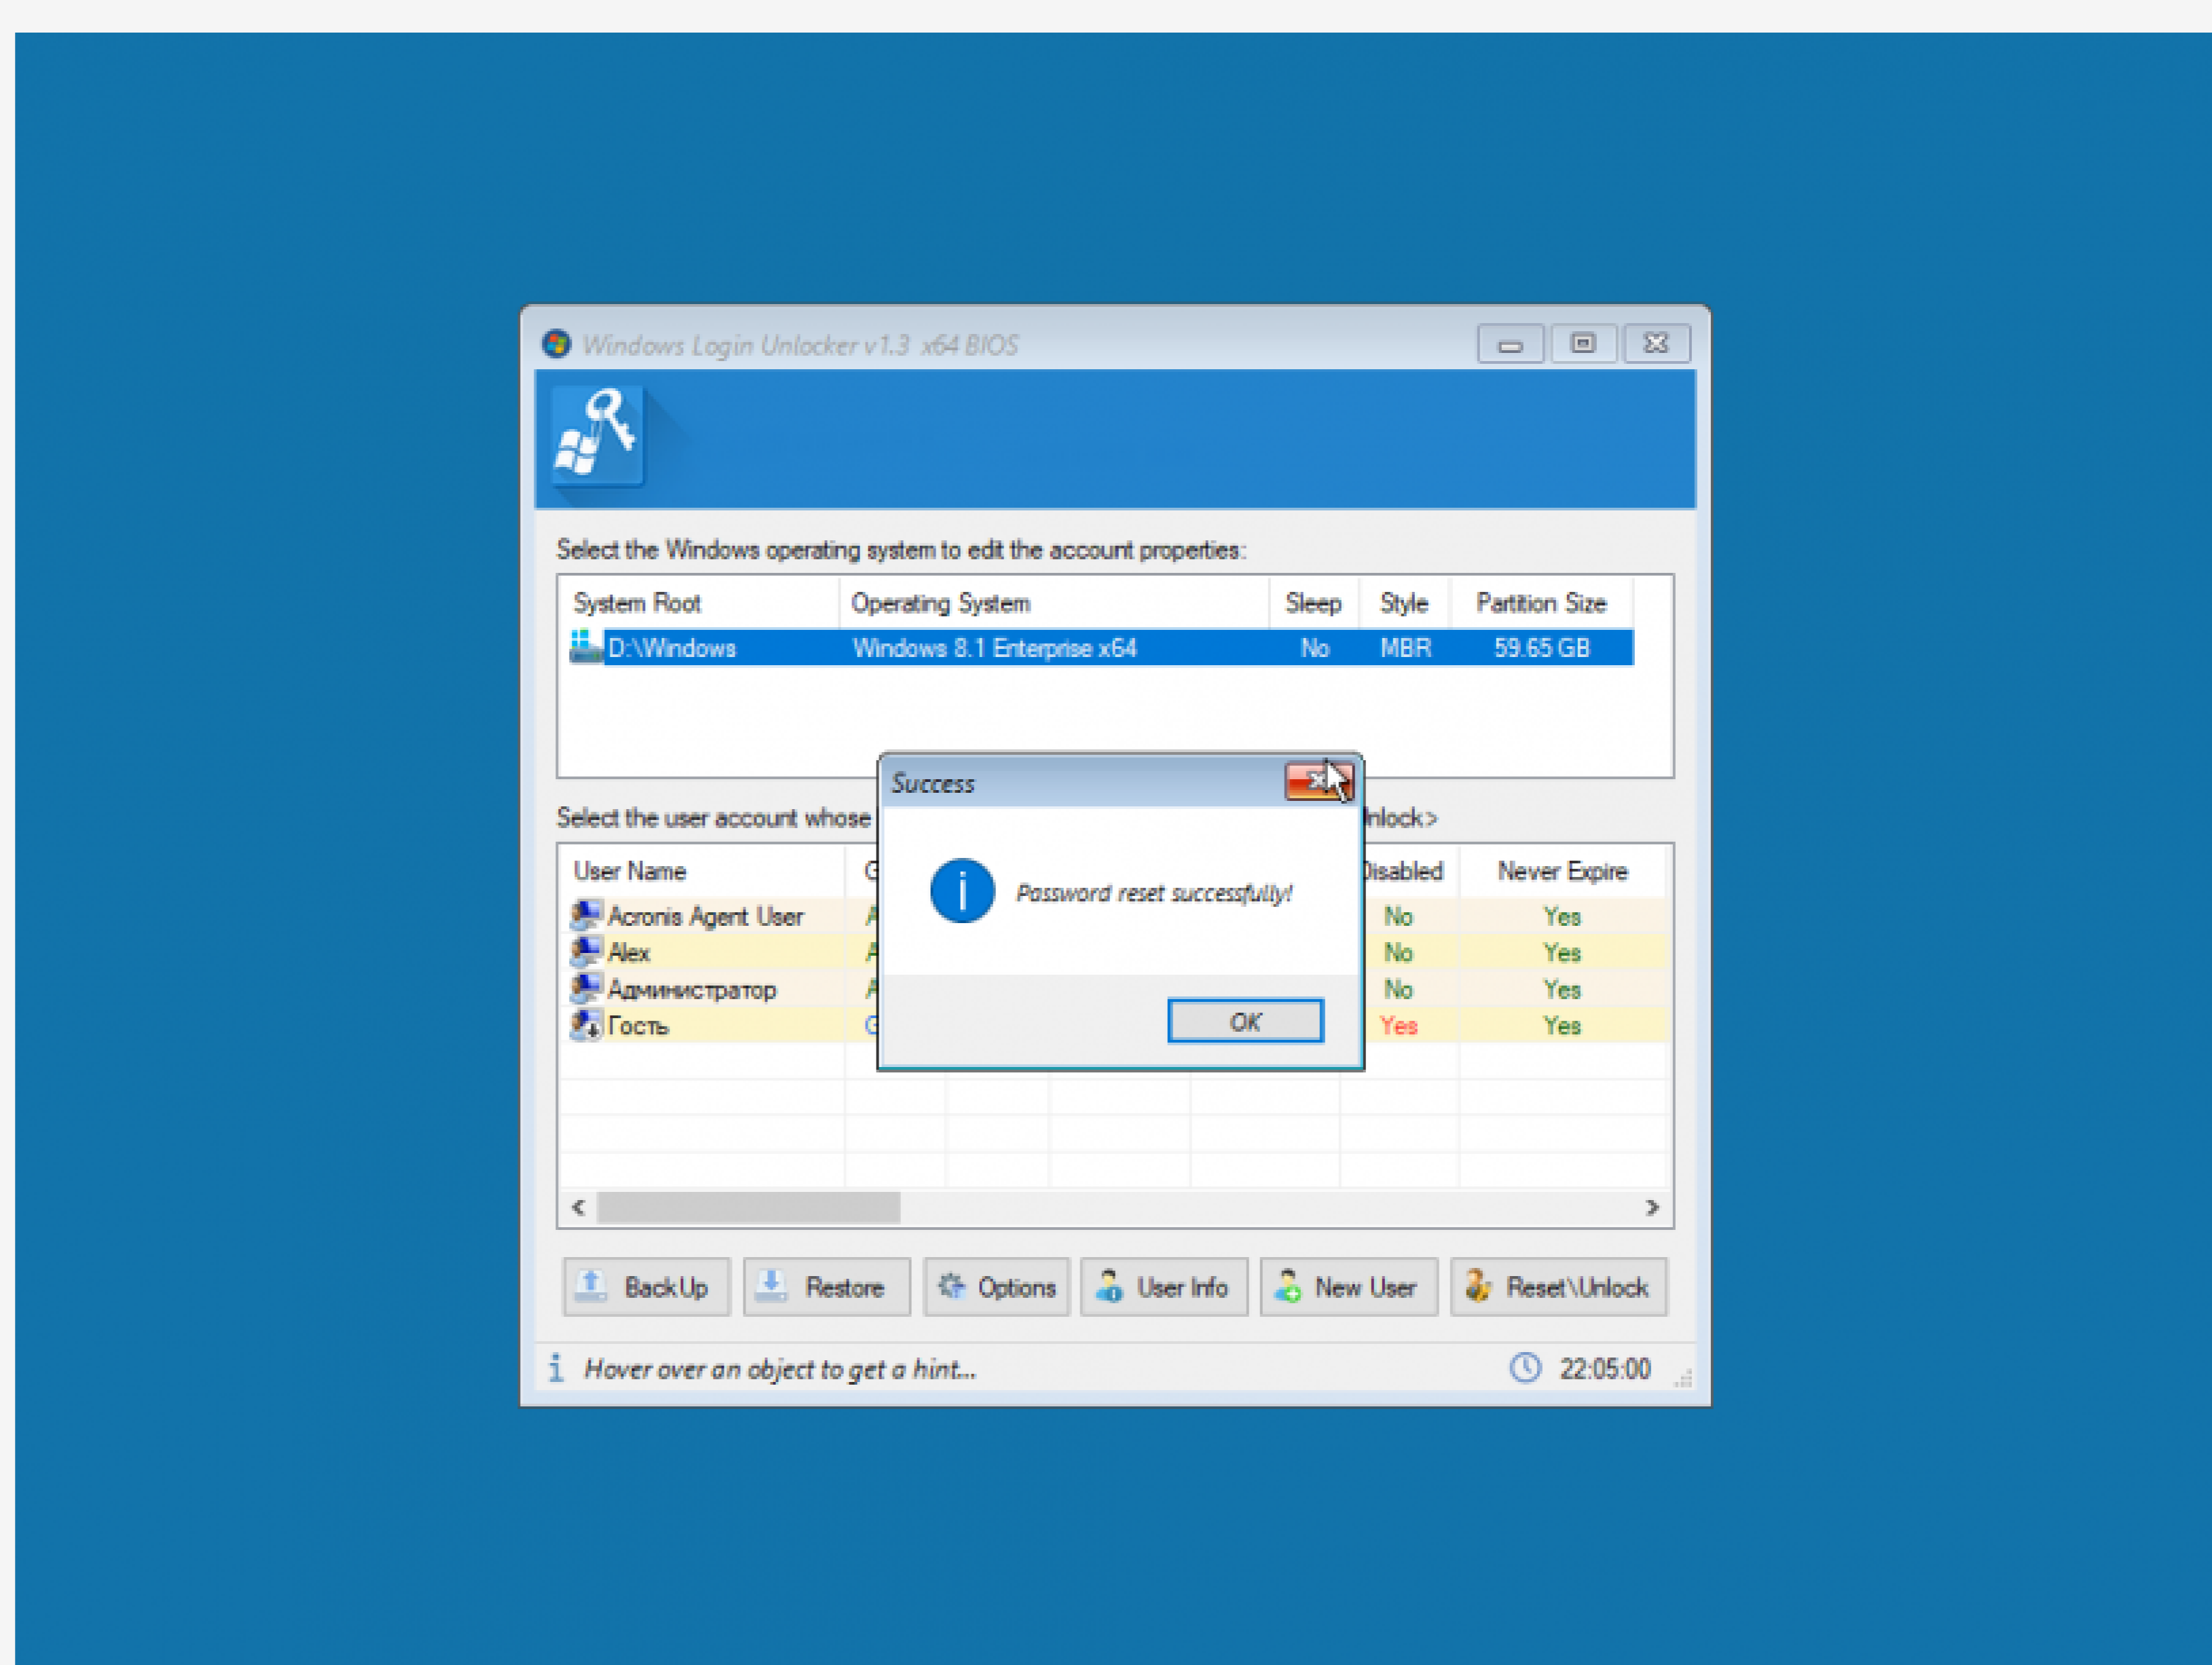 Windows Login Unlocker v1.3 x64 BIOS
Select the Windows operating system to edit the account properties:
System Root Operating System Sleep Style Partition Size
D:\Windows Windows 8.1 Enterprise x64 No MBR 59.65 GB
Success
Select the user account whose
Password reset successfully!
OK
User Name Never Expire
Acronis Agent User No Yes
Alex No Yes
Администратор No Yes
Гость Yes Yes
BackUp Restore Options User Info New User Reset\Unlock
Hover over an object to get a hint... 22:05:00